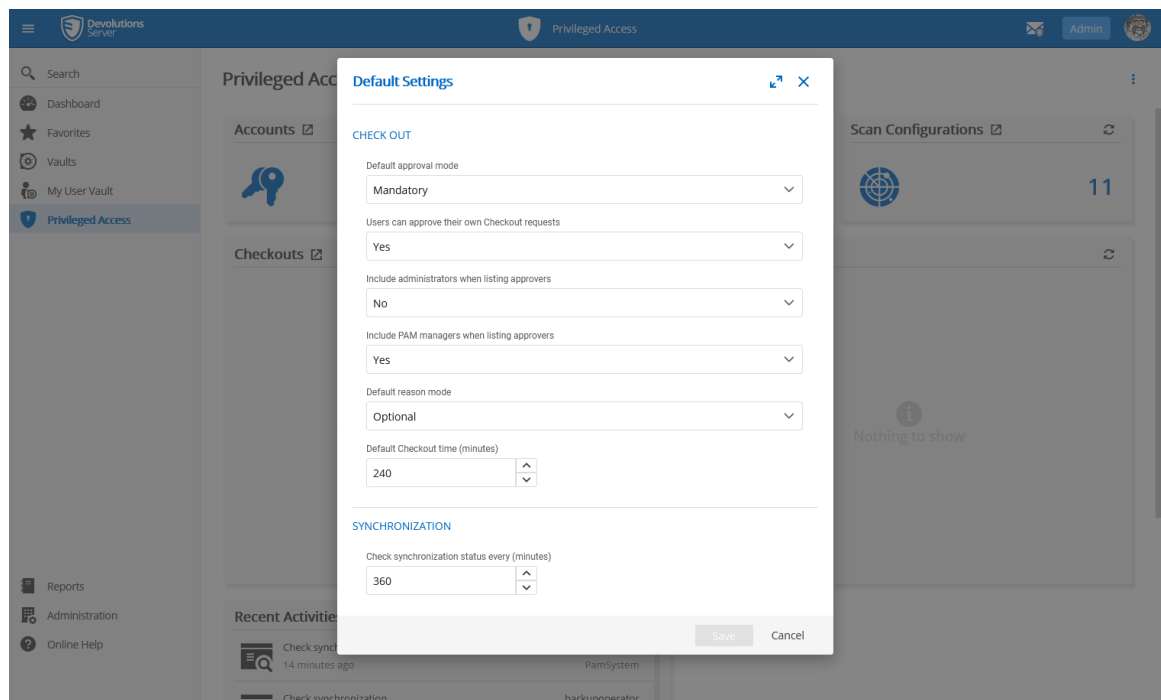 Devolutions
Server
Privileged Access
Admin
Search
Dashboard
Favorites
Vaults
My User Vault
Privileged Access
Reports
Administration
Online Help
Privileged Acc
Accounts
Checkouts
Scan Configurations
11
Nothing to show
Recent Activitie
Check synch
14 minutes ago
PamSystem
Check synchronization
backupoperator
Default Settings
CHECK OUT
Default approval mode
Mandatory
Users can approve their own Checkout requests
Yes
Include administrators when listing approvers
No
Include PAM managers when listing approvers
Yes
Default reason mode
Optional
Default Checkout time (minutes)
240
SYNCHRONIZATION
Check synchronization status every (minutes)
360
Save
Cancel